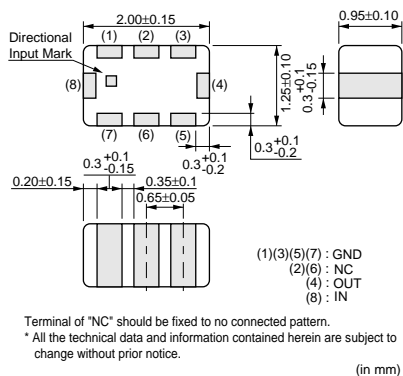 2.00±0.15
0.95±0.10
Directional
Input Mark
(1) (2) (3)
(8)
(4)
(7) (6) (5)
1.25±0.10
0.3 +0.1 -0.15
0.3 +0.1 -0.2
0.3 +0.1 -0.15
0.3 +0.1 -0.2
0.20±0.15
0.35±0.1
0.65±0.05
(1)(3)(5)(7) : GND
(2)(6) : NC
(4) : OUT
(8) : IN
Terminal of "NC" should be fixed to no connected pattern.
* All the technical data and information contained herein are subject to
change without prior notice.
(in mm)